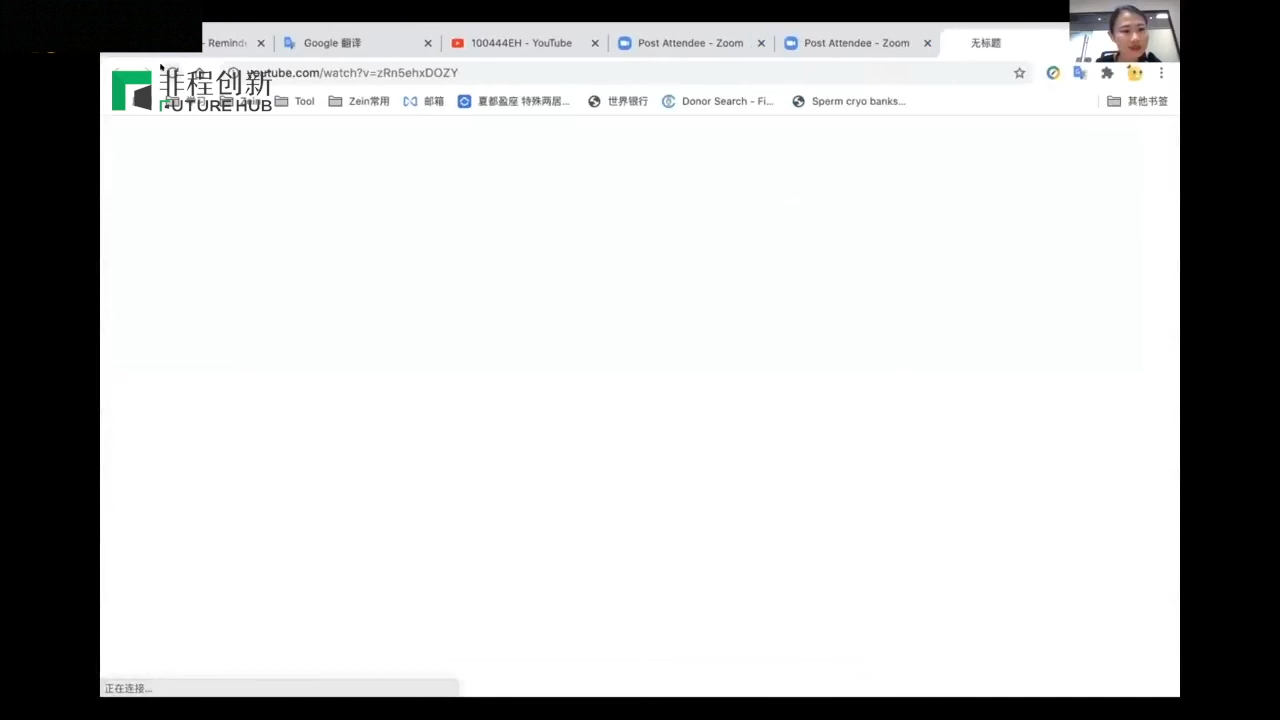 - Remind
Google 翻译
100444EH - YouTube
Post Attendee - Zoom
Post Attendee - Zoom
无标题
youtube.com/watch?v=zRn5ehxDOZY
非程创新
FUTURE HUB
Tool
Zein常用
邮箱
夏都盈座 特殊两居...
世界银行
Donor Search - Fi...
Sperm cryo banks...
其他书签
正在连接...